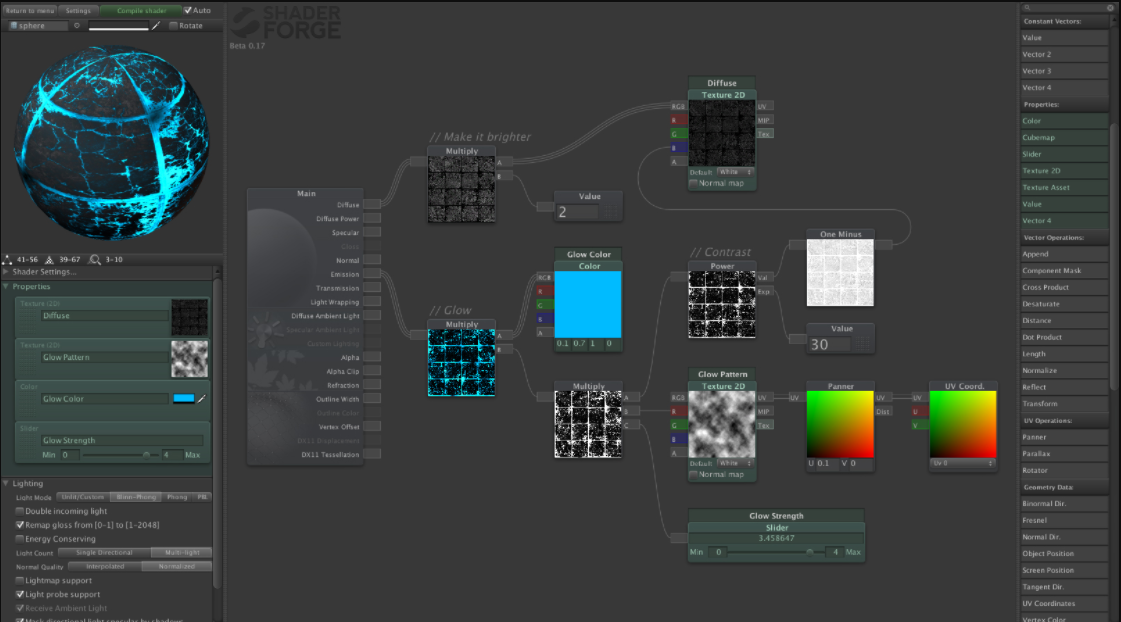 Return to menu Settings Compile shader Auto
sphere Rotate
SHADER
FORGE
Beta 0.17
41-56 39-67 3-10
Shader Settings...
Properties
Texture (2D)
Diffuse
Texture (2D)
Glow Pattern
Color
Glow Color
Slider
Glow Strength
Min 0 4 Max
Lighting
Light Mode Unlit/Custom Blinn-Phong Phong PBL
Double incoming light
Remap gloss from [0-1] to [1-2048]
Energy Conserving
Light Count Single Directional Multi-light
Normal Quality Interpolated Normalized
Lightmap support
Light probe support
Receive Ambient Light
Mask directional light specular by shadows
Main
Diffuse
Diffuse Power
Specular
Gloss
Normal
Emission
Transmission
Light Wrapping
Diffuse Ambient Light
Specular Ambient Light
Custom Lighting
Alpha
Alpha Clip
Refraction
Outline Width
Outline Color
Vertex Offset
DX11 Displacement
DX11 Tessellation
// Make it brighter
Multiply
A
B
Value
2
Diffuse
Texture 2D
RGB UV
R MIP
G Tex
B
A
Default White
Normal map
// Glow
Multiply
A
B
Glow Color
Color
RGB
R
G
B
A
0.1 0.7 1 0
Multiply
A
B
C
// Contrast
Power
Val
Exp
One Minus
Value
30
Glow Pattern
Texture 2D
RGB UV
R MIP
G Tex
B
A
Default White
Normal map
Panner
UV UV
Dist
U 0.1 V 0
UV Coord.
UV
U
V
UV 0
Glow Strength
Slider
3.458647
Min 0 4 Max
Constant Vectors:
Value
Vector 2
Vector 3
Vector 4
Properties:
Color
Cubemap
Slider
Texture 2D
Texture Asset
Value
Vector 4
Vector Operations:
Append
Component Mask
Cross Product
Desaturate
Distance
Dot Product
Length
Normalize
Reflect
Transform
UV Operations:
Panner
Parallax
Rotator
Geometry Data:
Binormal Dir.
Fresnel
Normal Dir.
Object Position
Screen Position
Tangent Dir.
UV Coordinates
Vertex Color